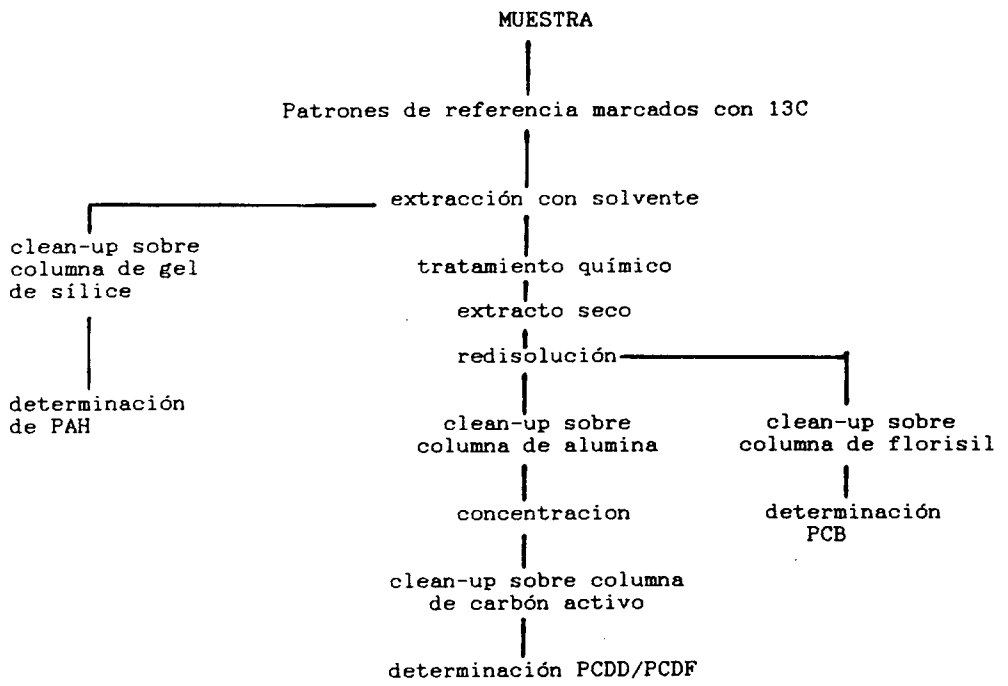 MUESTRA
Patrones de referencia marcados con 13C
extracción con solvente
clean-up sobre
columna de gel
de sílice
tratamiento químico
extracto seco
redisolución
determinación
de PAH
clean-up sobre
columna de alumina
clean-up sobre
columna de florisil
concentracion
determinación
PCB
clean-up sobre columna
de carbón activo
determinación PCDD/PCDF